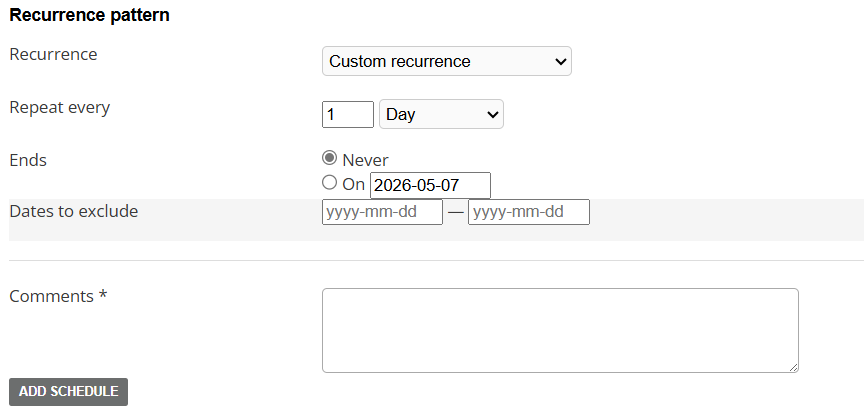 Recurrence pattern
Recurrence Custom recurrence
Repeat every 1 Day
Ends Never
On 2026-05-07
Dates to exclude yyyy-mm-dd — yyyy-mm-dd
Comments *
ADD SCHEDULE